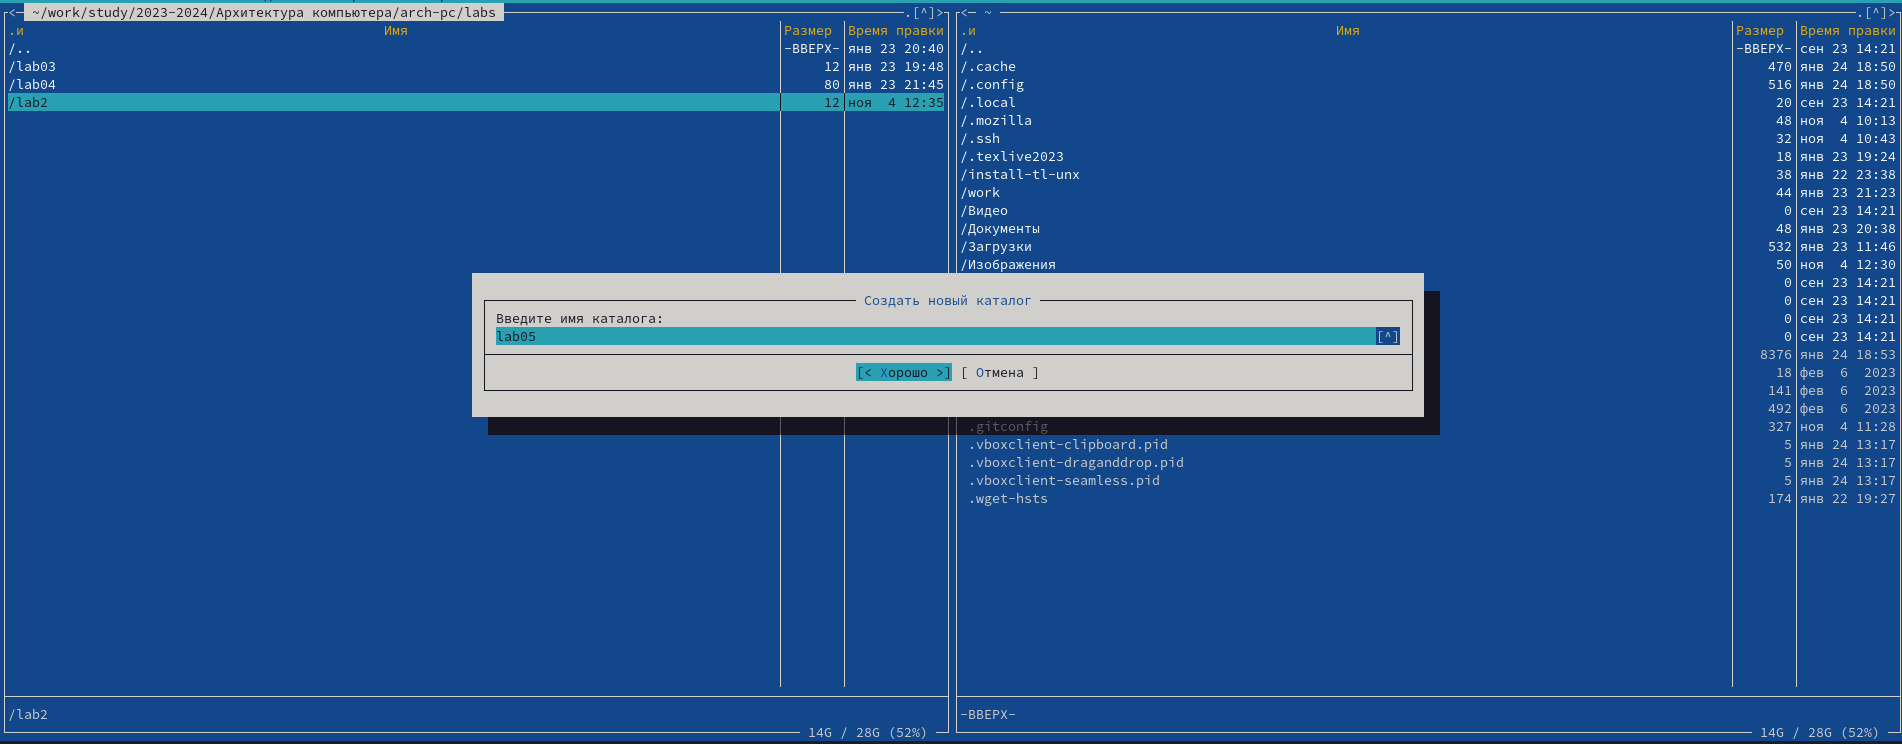 <─ ~/work/study/2023-2024/Архитектура компьютера/arch-pc/labs .[^]>
.и Имя Размер Время правки
/.. -ВВЕРХ- янв 23 20:40
/lab03 12 янв 23 19:48
/lab04 80 янв 23 21:45
/lab2 12 ноя 4 12:35
/lab2
14G / 28G (52%)
<─ ~ .[^]>
.и Имя Размер Время правки
/.. -ВВЕРХ- сен 23 14:21
/.cache 470 янв 24 18:50
/.config 516 янв 24 18:50
/.local 20 сен 23 14:21
/.mozilla 48 ноя 4 10:13
/.ssh 32 ноя 4 10:43
/.texlive2023 18 янв 23 19:24
/install-tl-unx 38 янв 22 23:38
/work 44 янв 23 21:23
/Видео 0 сен 23 14:21
/Документы 48 янв 23 20:38
/Загрузки 532 янв 23 11:46
/Изображения 50 ноя 4 12:30
0 сен 23 14:21
0 сен 23 14:21
0 сен 23 14:21
0 сен 23 14:21
8376 янв 24 18:53
18 фев 6 2023
141 фев 6 2023
492 фев 6 2023
.gitconfig 327 ноя 4 11:28
.vboxclient-clipboard.pid 5 янв 24 13:17
.vboxclient-draganddrop.pid 5 янв 24 13:17
.vboxclient-seamless.pid 5 янв 24 13:17
.wget-hsts 174 янв 22 19:27
-ВВЕРХ-
14G / 28G (52%)
Создать новый каталог
Введите имя каталога:
lab05 [^]
[< Хорошо >] [ Отмена ]